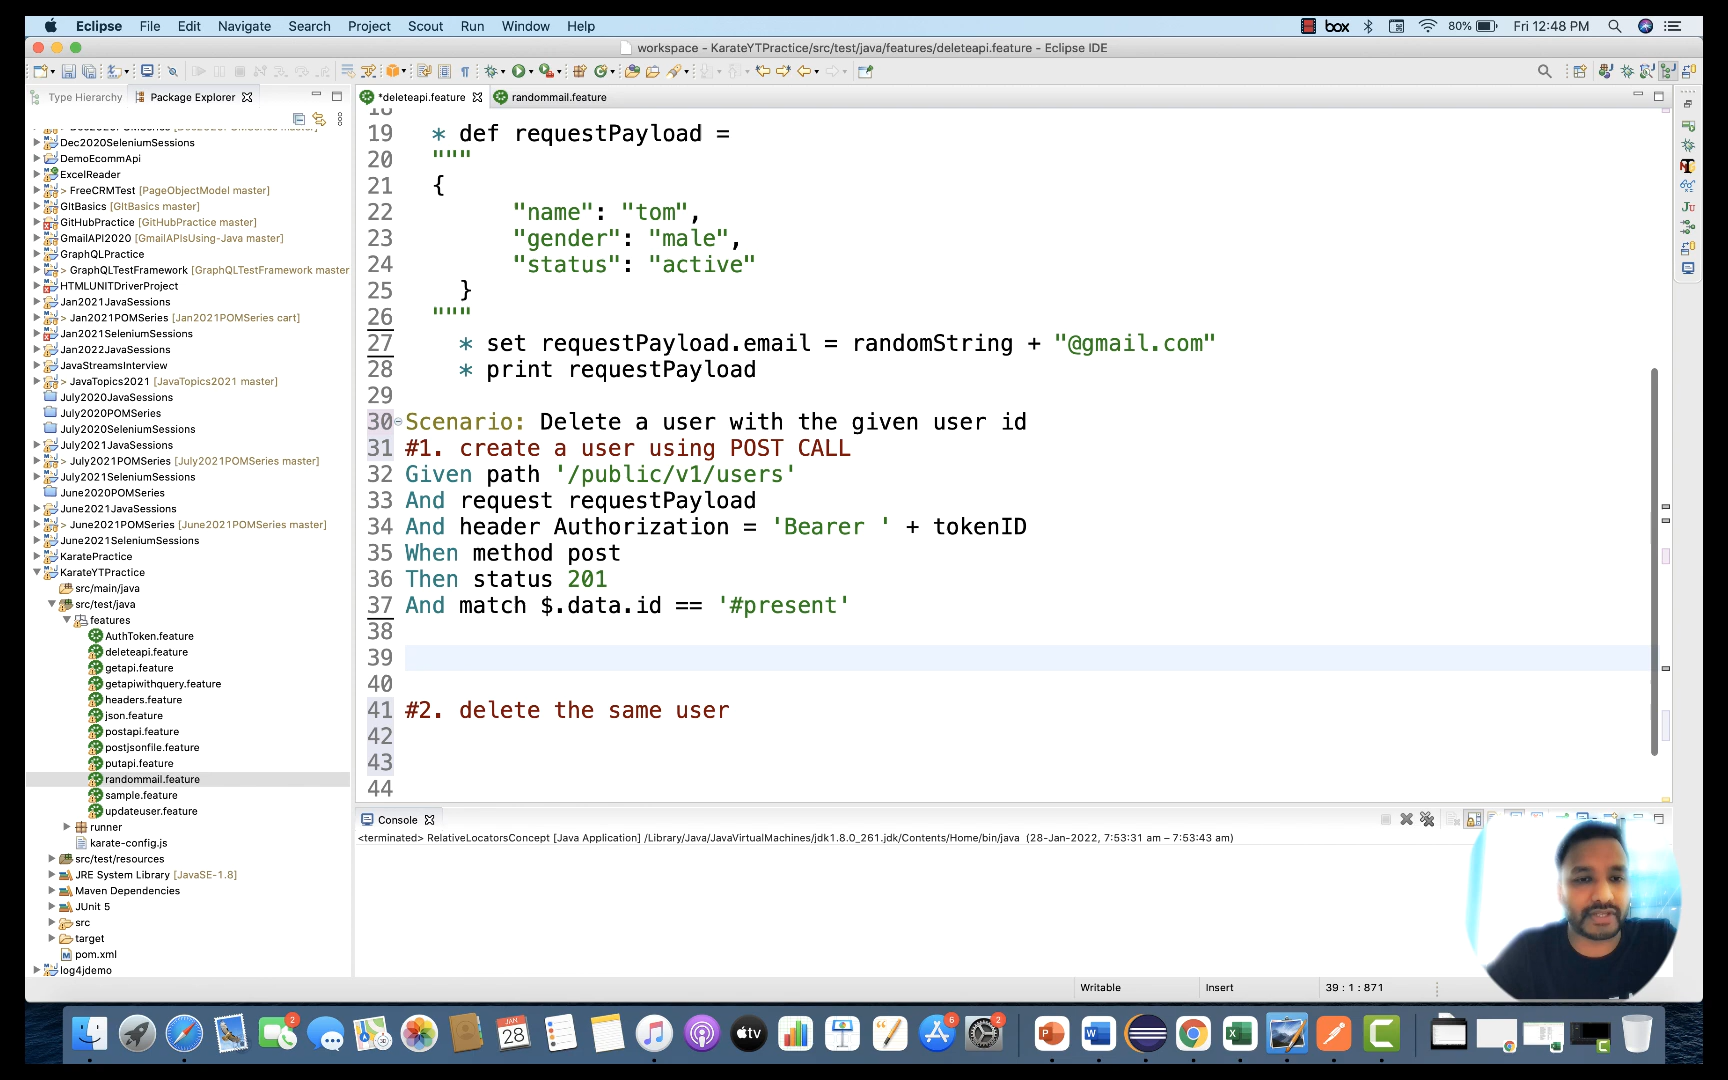 Eclipse File Edit Navigate Search Project Scout Run Window Help box 80% Fri 12:48 PM
workspace - KarateYTPractice/src/test/java/features/deleteapi.feature - Eclipse IDE
Type Hierarchy Package Explorer *deleteapi.feature randommail.feature
Dec2020SeleniumSessions
DemoEcommApi
ExcelReader
> FreeCRMTest [PageObjectModel master]
GItBasics [GItBasics master]
GitHubPractice [GitHubPractice master]
GmailAPI2020 [GmailAPIsUsing-Java master]
GraphQLPractice
> GraphQLTestFramework [GraphQLTestFramework master
HTMLUNITDriverProject
Jan2021JavaSessions
> Jan2021POMSeries [Jan2021POMSeries cart]
Jan2021SeleniumSessions
Jan2022JavaSessions
JavaStreamsInterview
> JavaTopics2021 [JavaTopics2021 master]
July2020JavaSessions
July2020POMSeries
July2020SeleniumSessions
July2021JavaSessions
> July2021POMSeries [July2021POMSeries master]
July2021SeleniumSessions
June2020POMSeries
June2021JavaSessions
> June2021POMSeries [June2021POMSeries master]
June2021SeleniumSessions
KaratePractice
KarateYTPractice
src/main/java
src/test/java
features
AuthToken.feature
deleteapi.feature
getapi.feature
getapiwithquery.feature
headers.feature
json.feature
postapi.feature
postjsonfile.feature
putapi.feature
randommail.feature
sample.feature
updateuser.feature
runner
karate-config.js
src/test/resources
JRE System Library [JavaSE-1.8]
Maven Dependencies
JUnit 5
src
target
pom.xml
log4jdemo
18
19 * def requestPayload =
20 """
21 {
22 "name": "tom",
23 "gender": "male",
24 "status": "active"
25 }
26 """
27 * set requestPayload.email = randomString + "@gmail.com"
28 * print requestPayload
29
30 Scenario: Delete a user with the given user id
31 #1. create a user using POST CALL
32 Given path '/public/v1/users'
33 And request requestPayload
34 And header Authorization = 'Bearer ' + tokenID
35 When method post
36 Then status 201
37 And match $.data.id == '#present'
38
39
40
41 #2. delete the same user
42
43
44
Console
<terminated> RelativeLocatorsConcept [Java Application] /Library/Java/JavaVirtualMachines/jdk1.8.0_261.jdk/Contents/Home/bin/java (28-Jan-2022, 7:53:31 am – 7:53:43 am)
Writable Insert 39 : 1 : 871
2 JAN 28 tv 6 2